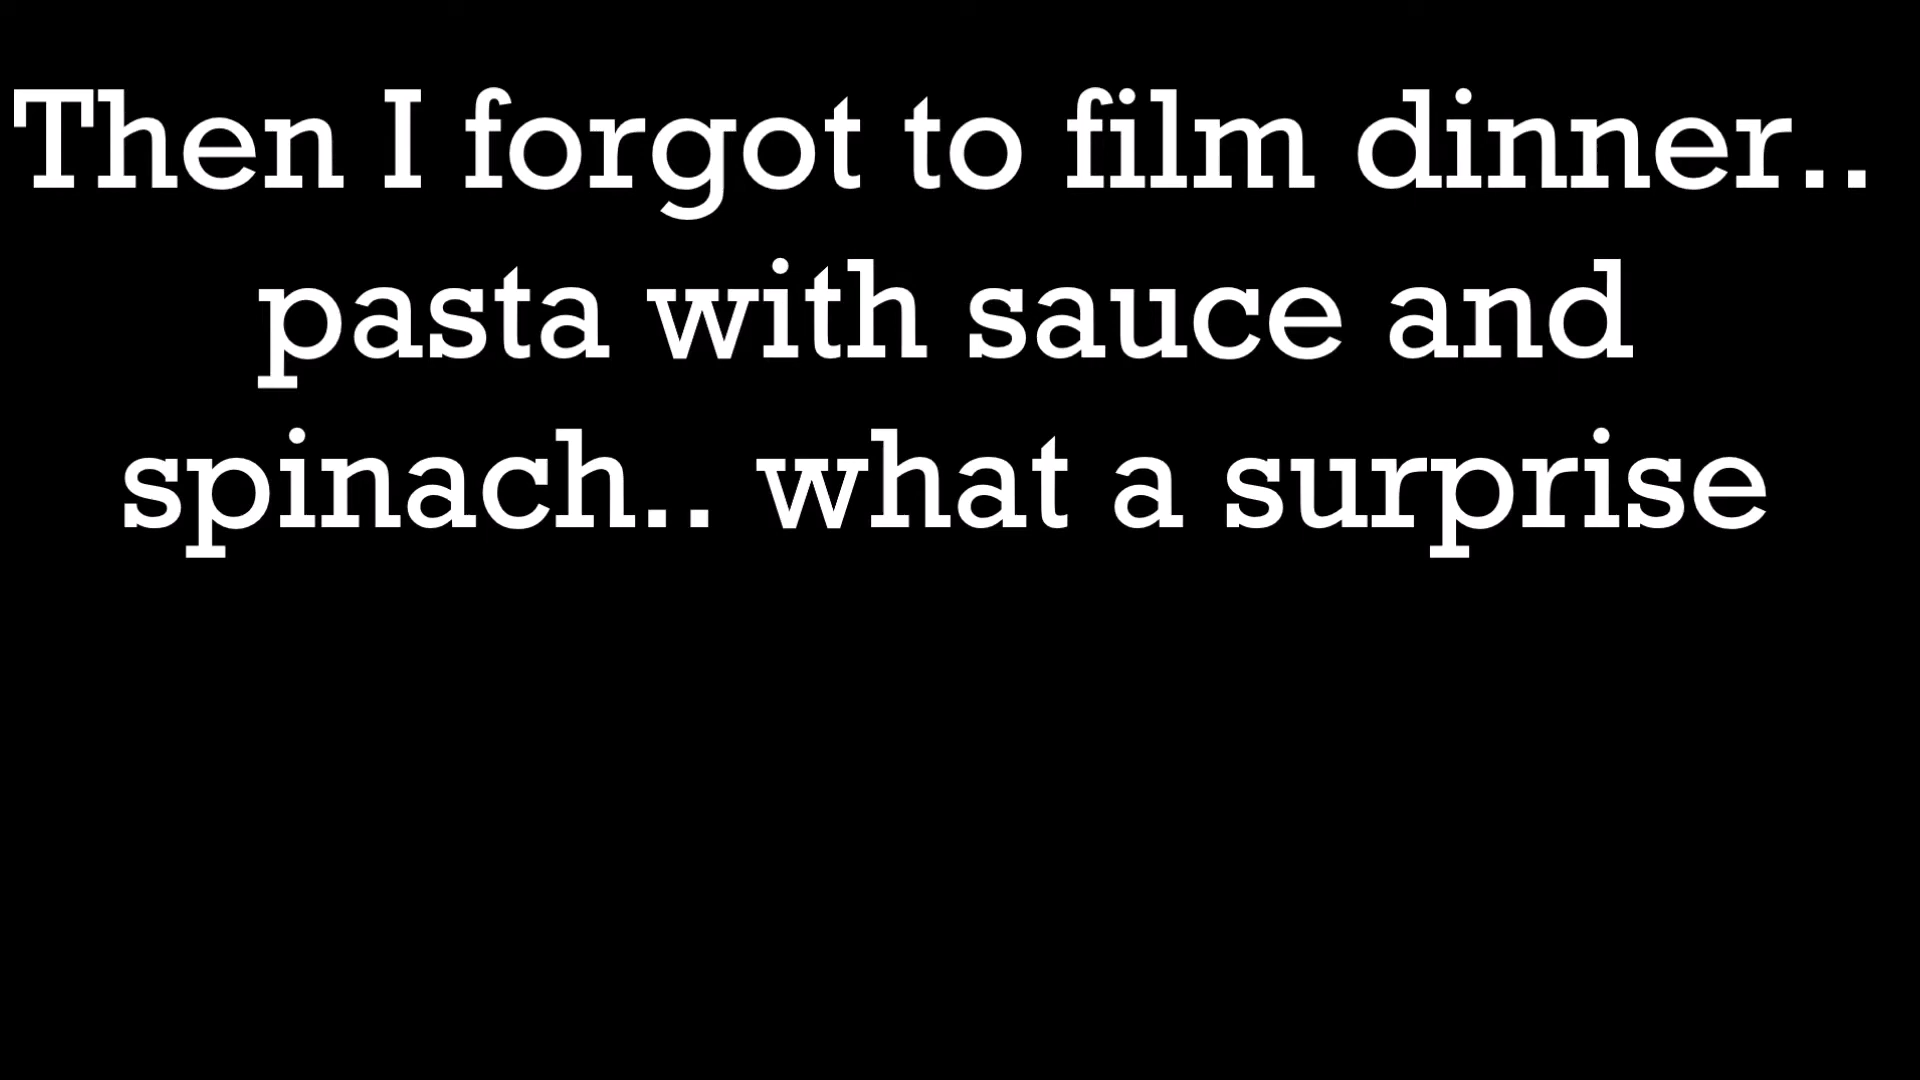 Then I forgot to film dinner..
pasta with sauce and
spinach.. what a surprise